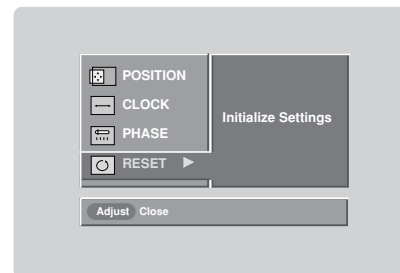 POSITION
CLOCK
PHASE
RESET
Initialize Settings
Adjust Close